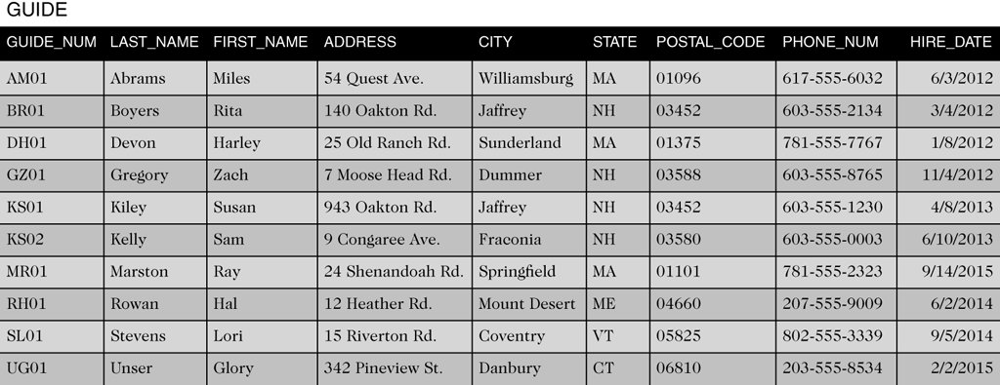 GUIDE
GUIDE_NUM LAST_NAME FIRST_NAME ADDRESS CITY STATE POSTAL_CODE PHONE_NUM HIRE_DATE
AM01 Abrams Miles 54 Quest Ave. Williamsburg MA 01096 617-555-6032 6/3/2012
BR01 Boyers Rita 140 Oakton Rd. Jaffrey NH 03452 603-555-2134 3/4/2012
DH01 Devon Harley 25 Old Ranch Rd. Sunderland MA 01375 781-555-7767 1/8/2012
GZ01 Gregory Zach 7 Moose Head Rd. Dummer NH 03588 603-555-8765 11/4/2012
KS01 Kiley Susan 943 Oakton Rd. Jaffrey NH 03452 603-555-1230 4/8/2013
KS02 Kelly Sam 9 Congaree Ave. Fraconia NH 03580 603-555-0003 6/10/2013
MR01 Marston Ray 24 Shenandoah Rd. Springfield MA 01101 781-555-2323 9/14/2015
RH01 Rowan Hal 12 Heather Rd. Mount Desert ME 04660 207-555-9009 6/2/2014
SL01 Stevens Lori 15 Riverton Rd. Coventry VT 05825 802-555-3339 9/5/2014
UG01 Unser Glory 342 Pineview St. Danbury CT 06810 203-555-8534 2/2/2015